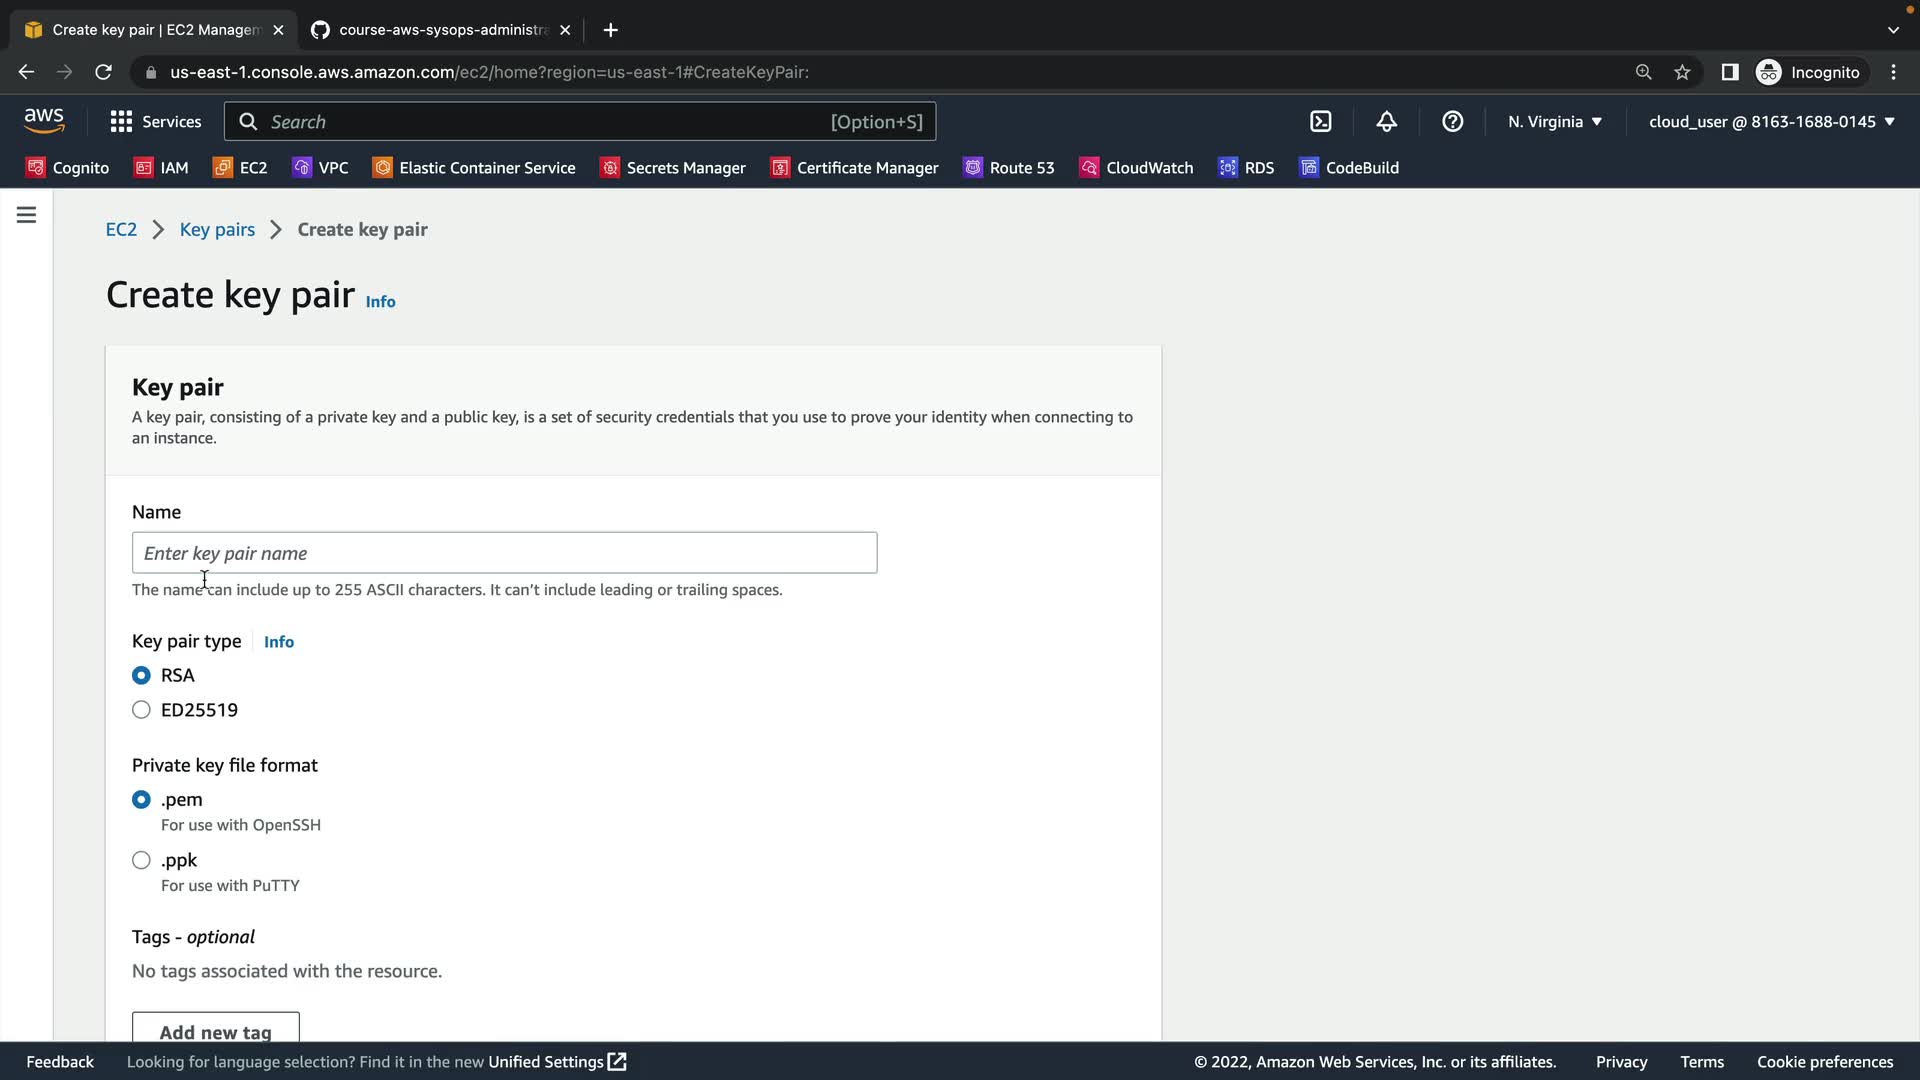 Create key pair | EC2 Managem
course-aws-sysops-administra
us-east-1.console.aws.amazon.com/ec2/home?region=us-east-1#CreateKeyPair:
Incognito
aws
Services
Search
[Option+S]
N. Virginia
cloud_user @ 8163-1688-0145
Cognito
IAM
EC2
VPC
Elastic Container Service
Secrets Manager
Certificate Manager
Route 53
CloudWatch
RDS
CodeBuild
EC2
Key pairs
Create key pair
Create key pair Info
Key pair
A key pair, consisting of a private key and a public key, is a set of security credentials that you use to prove your identity when connecting to
an instance.
Name
Enter key pair name
The name can include up to 255 ASCII characters. It can't include leading or trailing spaces.
Key pair type Info
RSA
ED25519
Private key file format
.pem
For use with OpenSSH
.ppk
For use with PuTTY
Tags - optional
No tags associated with the resource.
Add new tag
Feedback
Looking for language selection? Find it in the new Unified Settings
© 2022, Amazon Web Services, Inc. or its affiliates.
Privacy
Terms
Cookie preferences